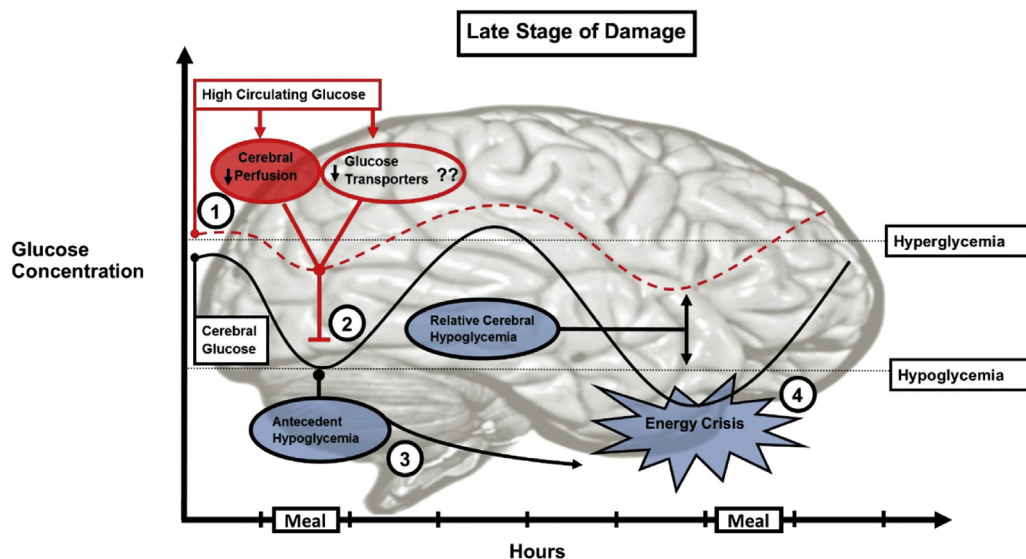 Late Stage of Damage
High Circulating Glucose
Cerebral
Perfusion
Glucose
Transporters
??
1
Glucose
Concentration
Hyperglycemia
2
Cerebral
Glucose
Relative Cerebral
Hypoglycemia
Hypoglycemia
4
Energy Crisis
Antecedent
Hypoglycemia
3
Meal
Meal
Hours